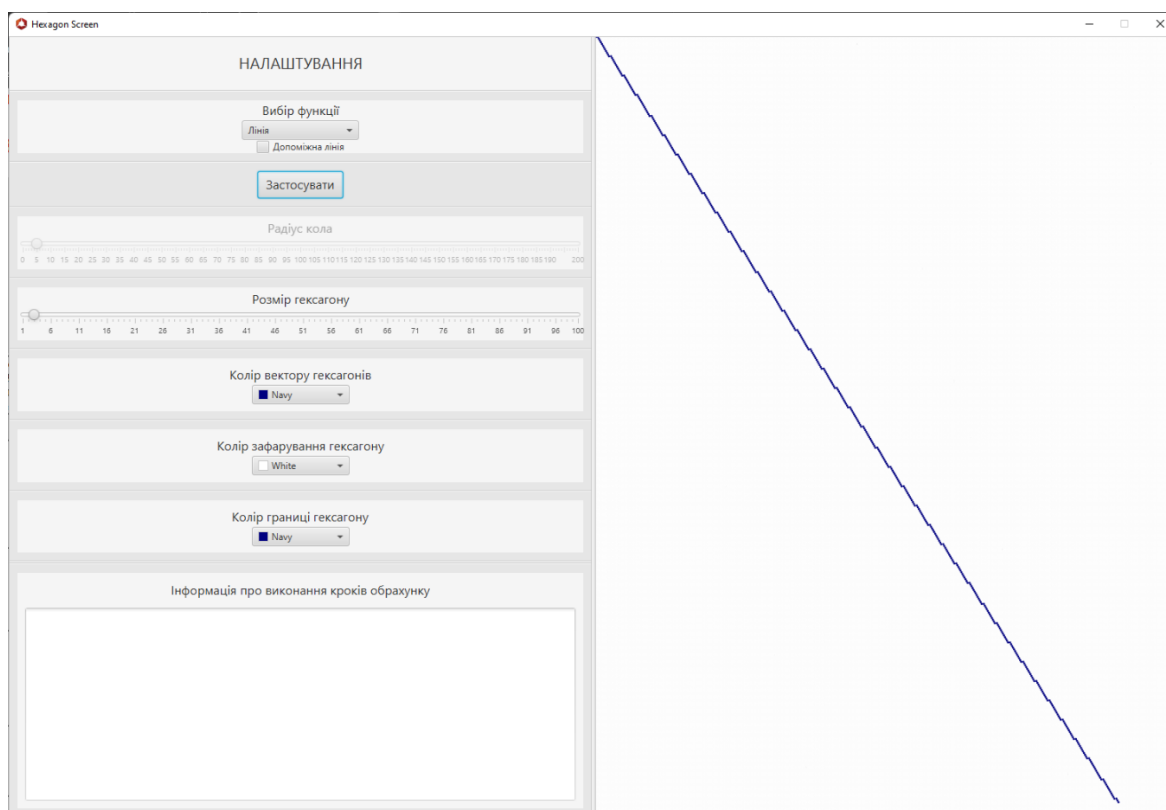 Hexagon Screen
НАЛАШТУВАННЯ
Вибір функції
Лінія
Допоміжна лінія
Застосувати
Радіус кола
0 5 10 15 20 25 30 35 40 45 50 55 60 65 70 75 80 85 90 95 100 105 110 115 120 125 130 135 140 145 150 155 160 165 170 175 180 185 190 200
Розмір гексагону
1 6 11 16 21 26 31 36 41 46 51 56 61 66 71 76 81 86 91 96 100
Колір вектору гексагонів
Navy
Колір зафарування гексагону
White
Колір границі гексагону
Navy
Інформація про виконання кроків обрахунку